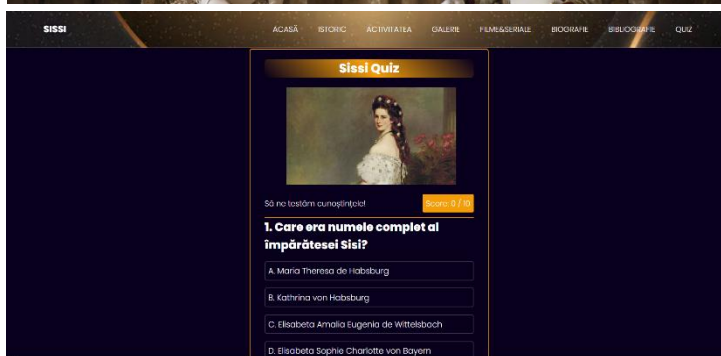 SISSI
ACASĂ ISTORIC ACTIVITATEA GALERIE FILME&SERIALE BIOGRAFIE BIBLIOGRAFIE QUIZ
Sissi Quiz
Să ne testăm cunoștințele!
Score: 0 / 10
1. Care era numele complet al
împărătesei Sisi?
A. Maria Theresa de Habsburg
B. Kathrina von Habsburg
C. Elisabeta Amalia Eugenia de Wittelsbach
D. Elisabeta Sophie Charlotte von Bayern